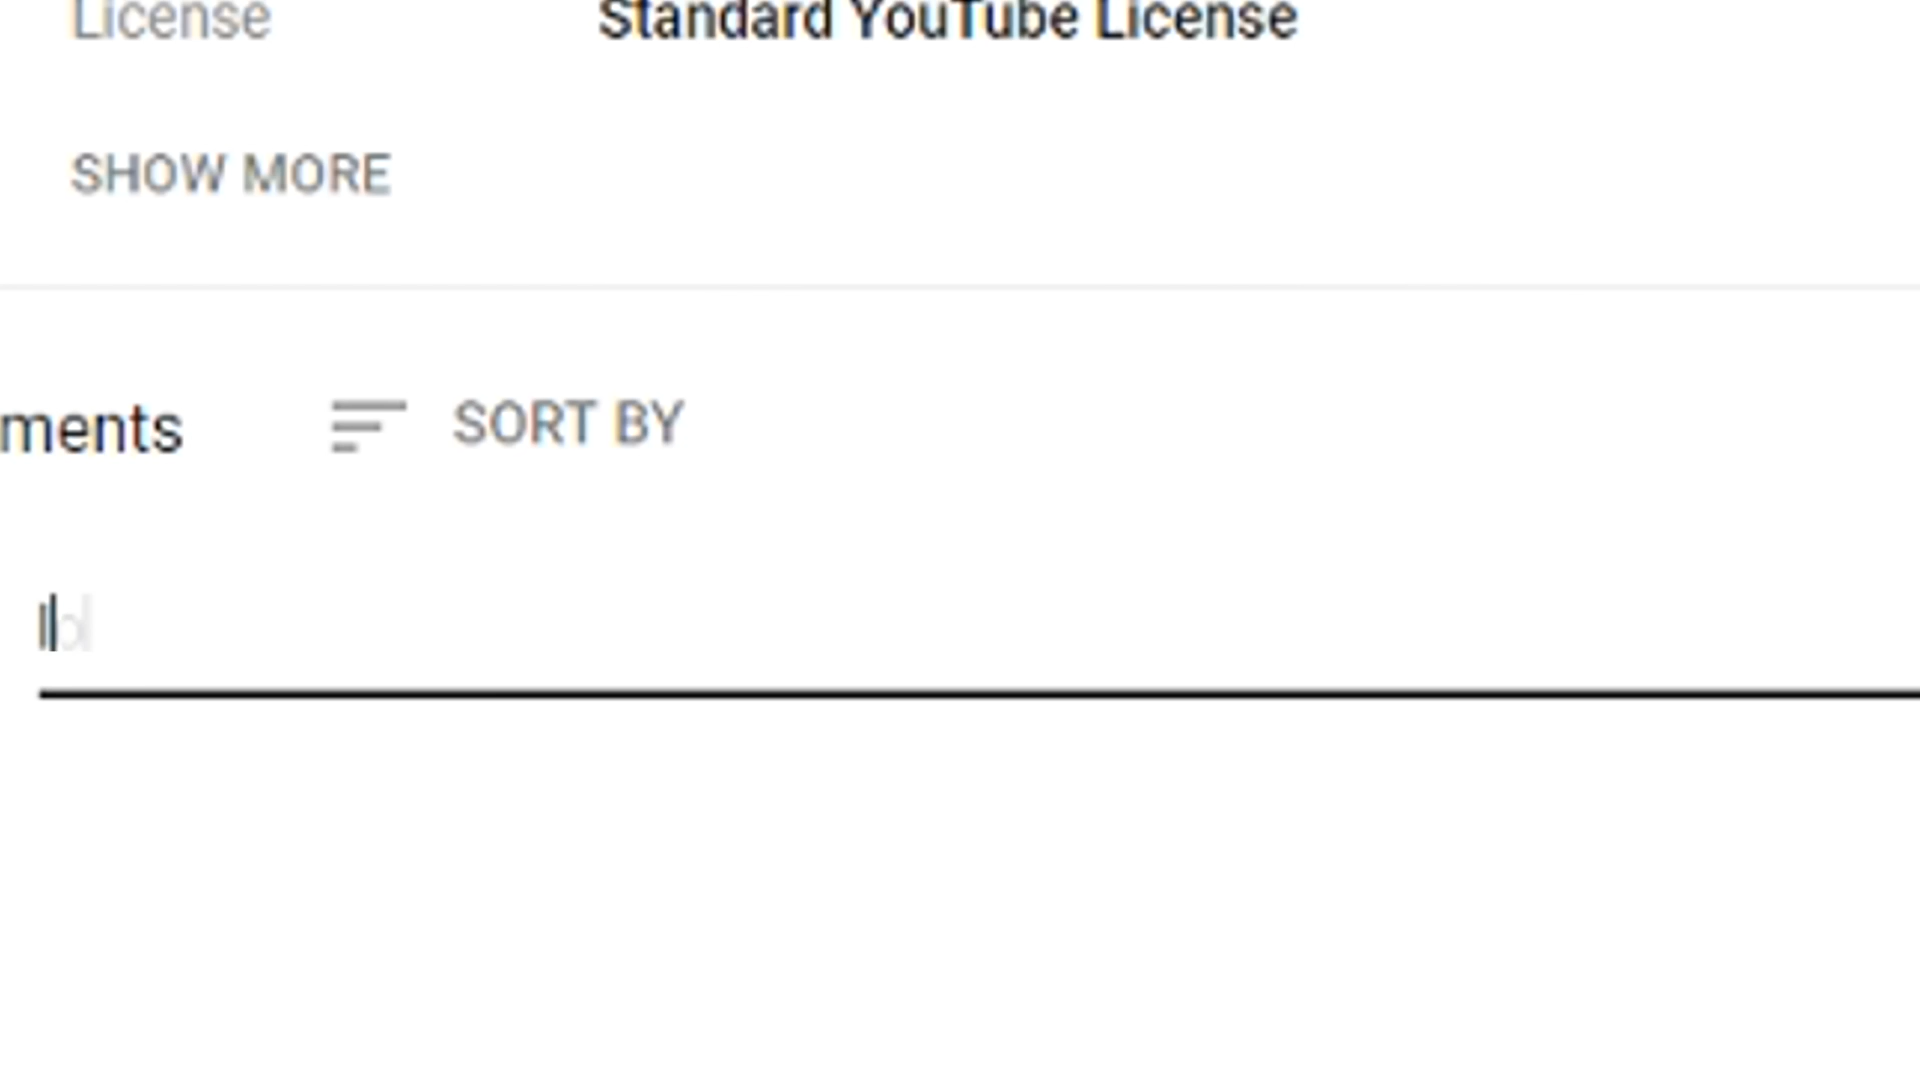 License Standard YouTube License
SHOW MORE
ments SORT BY
I